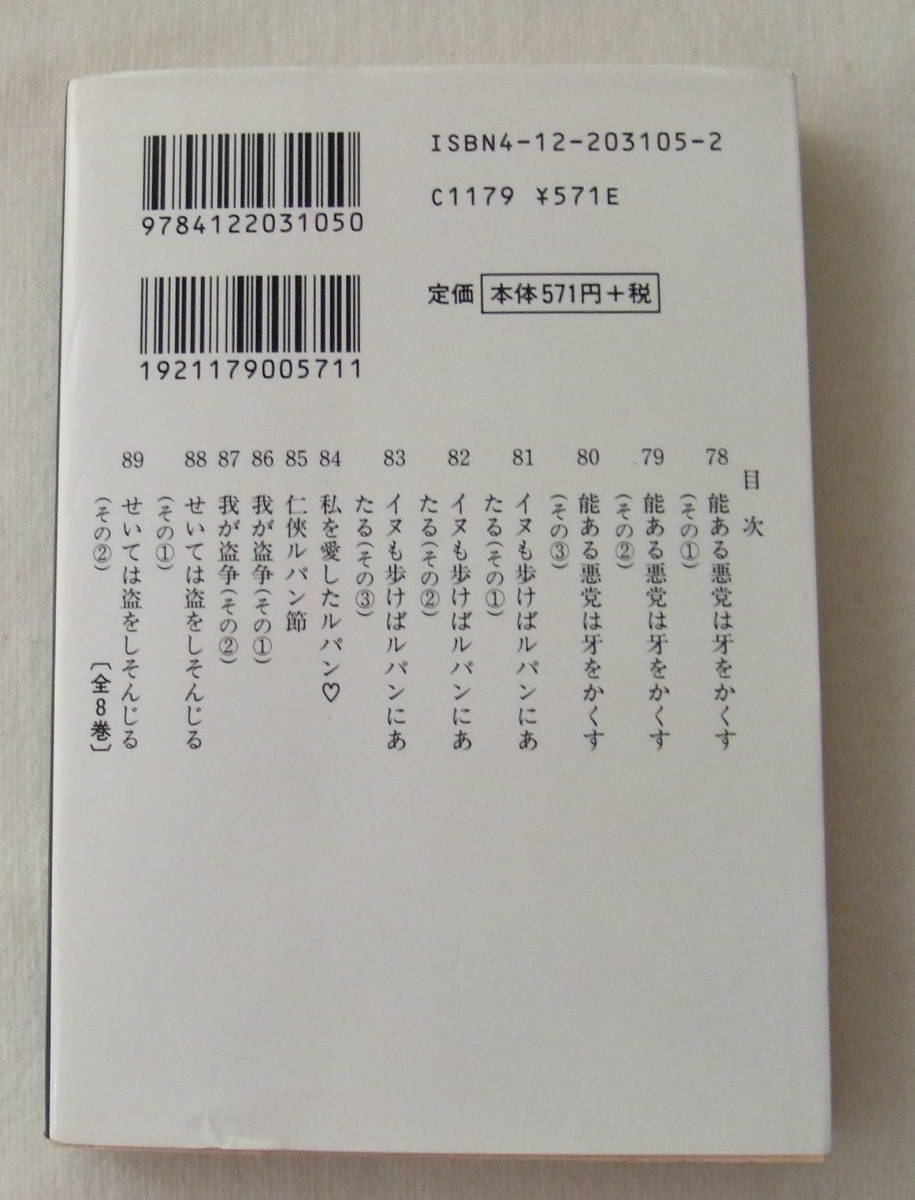 ISBN4-12-203105-2
C1179 ¥571E
9784122031050
定価 本体571円+税
1921179005711
目次
78 能ある悪党は牙をかくす
(その①)
79 能ある悪党は牙をかくす
(その②)
80 能ある悪党は牙をかくす
(その③)
81 イヌも歩けばルパンにあ
たる(その①)
82 イヌも歩けばルパンにあ
たる(その②)
83 イヌも歩けばルパンにあ
たる(その③)
84 私を愛したルパン♡
85 仁侠ルパン節
86 我が盗争(その①)
87 我が盗争(その②)
88 せいては盗をしそんじる
(その①)
89 せいては盗をしそんじる
(その②)
〔全8巻〕